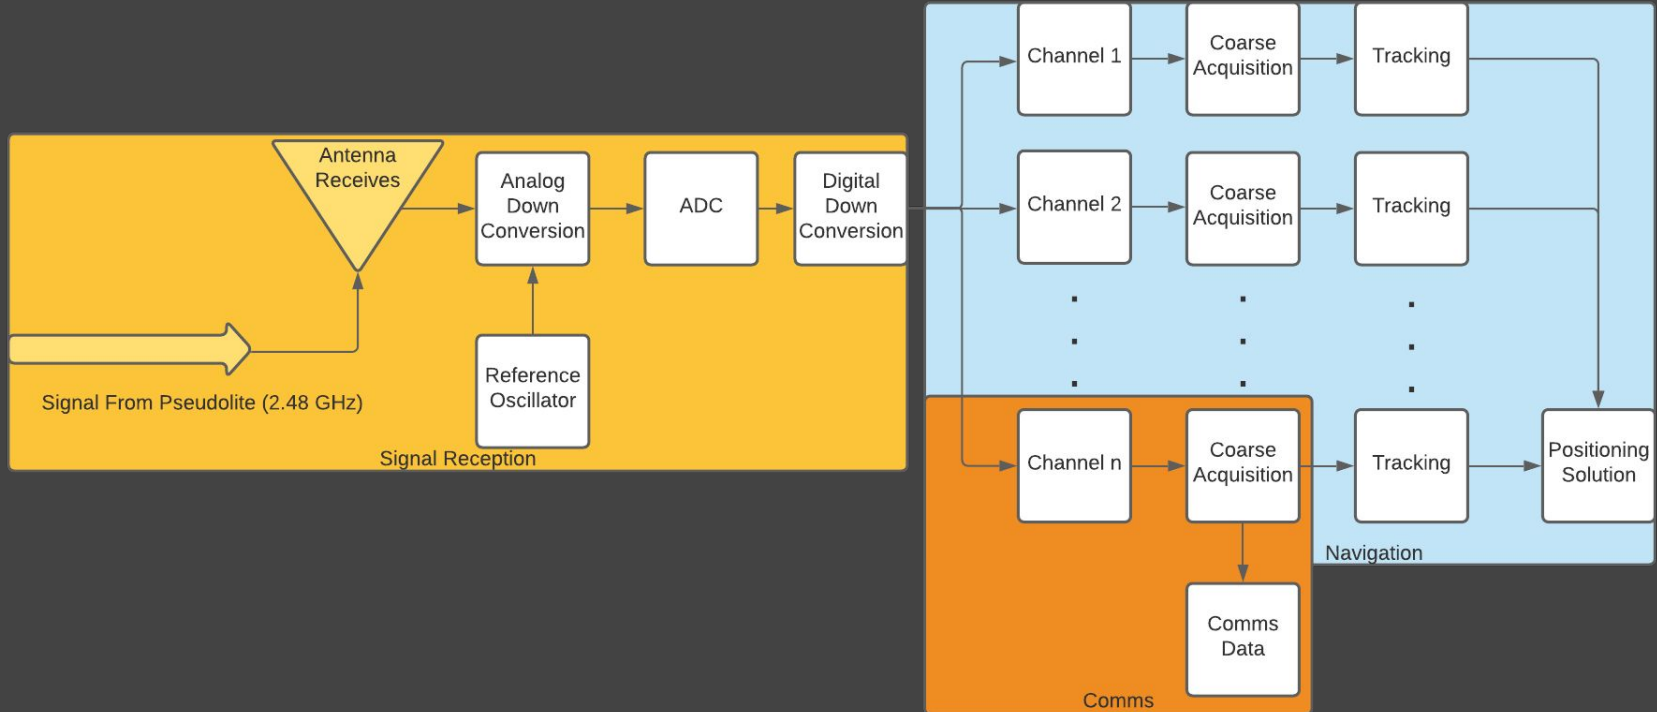 Channel 1
Coarse
Acquisition
Tracking
Antenna
Receives
Analog
Down
Conversion
ADC
Digital
Down
Conversion
Channel 2
Coarse
Acquisition
Tracking
Reference
Oscillator
Signal From Pseudolite (2.48 GHz)
Signal Reception
Channel n
Coarse
Acquisition
Tracking
Positioning
Solution
Navigation
Comms
Data
Comms